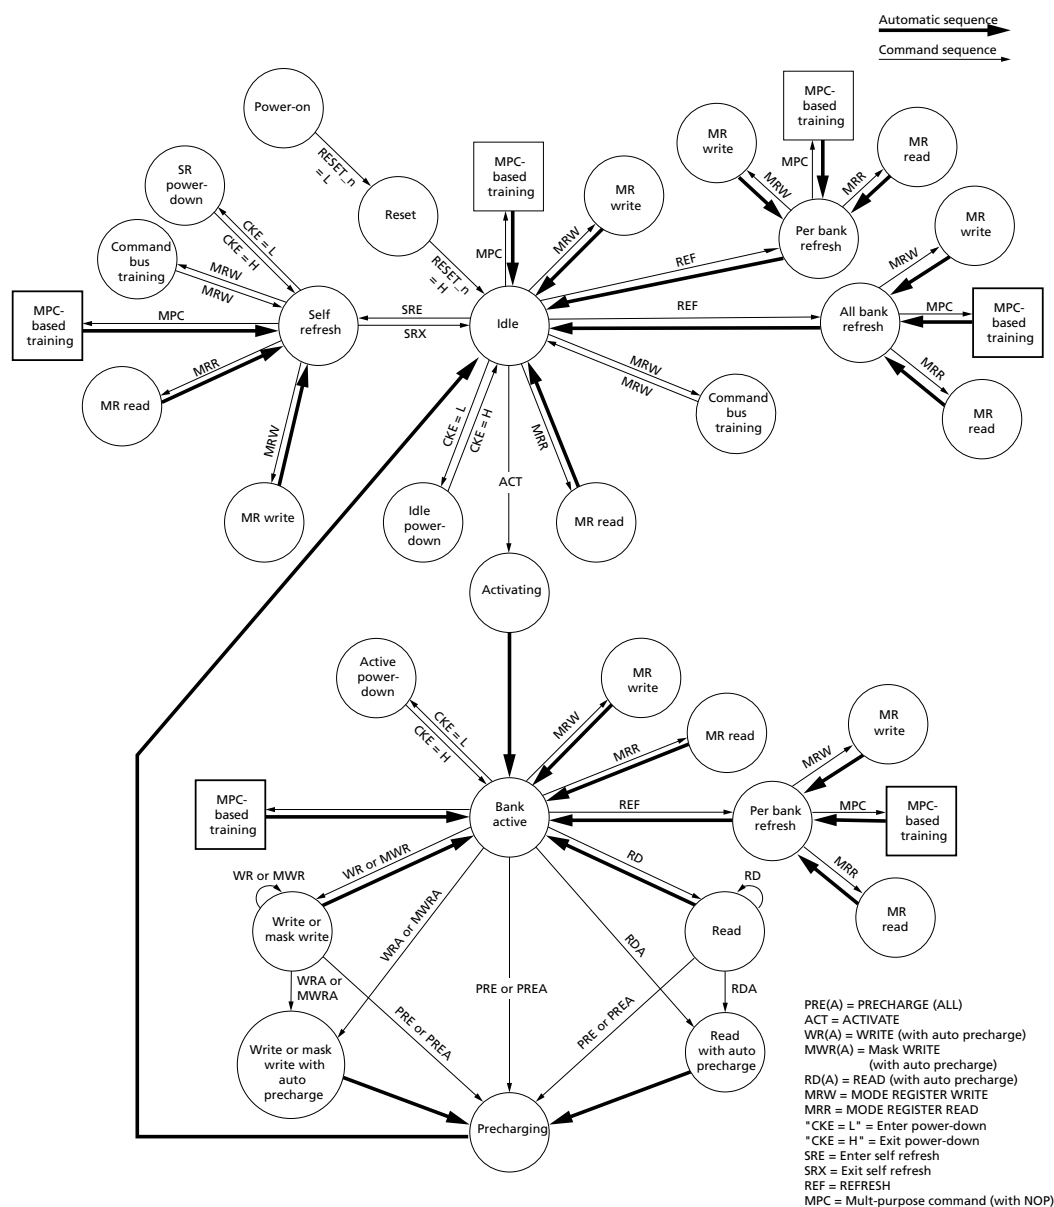 Automatic sequence
Command sequence
Power-on
RESET_n
= L
Reset
RESET_n
= H
SR
power-
down
CKE = L
CKE = H
Command
bus
training
MRW
MRW
MPC-
based
training
MPC
Self
refresh
MRR
MR read
MRW
MR write
SRE
SRX
Idle
MPC-
based
training
MPC
MR
write
MRW
REF
Per bank
refresh
MR
write
MRW
MPC-
based
training
MPC
MR
read
MRR
REF
All bank
refresh
MR
write
MRW
MPC
MPC-
based
training
MRR
MR
read
MRW
MRW
Command
bus
training
CKE = L
CKE = H
Idle
power-
down
MRR
MR read
ACT
Activating
Active
power-
down
CKE = L
CKE = H
MR
write
MRW
MR read
MRR
MPC-
based
training
Bank
active
REF
Per bank
refresh
MR
write
MRW
MPC
MPC-
based
training
MRR
MR
read
WR or MWR
WR or MWR
Write or
mask write
WRA or MWRA
RD
RD
Read
RDA
WRA or
MWRA
PRE or PREA
PRE or PREA
PRE or PREA
RDA
Write or mask
write with
auto
precharge
Read
with auto
precharge
Precharging
PRE(A) = PRECHARGE (ALL)
ACT = ACTIVATE
WR(A) = WRITE (with auto precharge)
MWR(A) = Mask WRITE
(with auto precharge)
RD(A) = READ (with auto precharge)
MRW = MODE REGISTER WRITE
MRR = MODE REGISTER READ
"CKE = L" = Enter power-down
"CKE = H" = Exit power-down
SRE = Enter self refresh
SRX = Exit self refresh
REF = REFRESH
MPC = Mult-purpose command (with NOP)